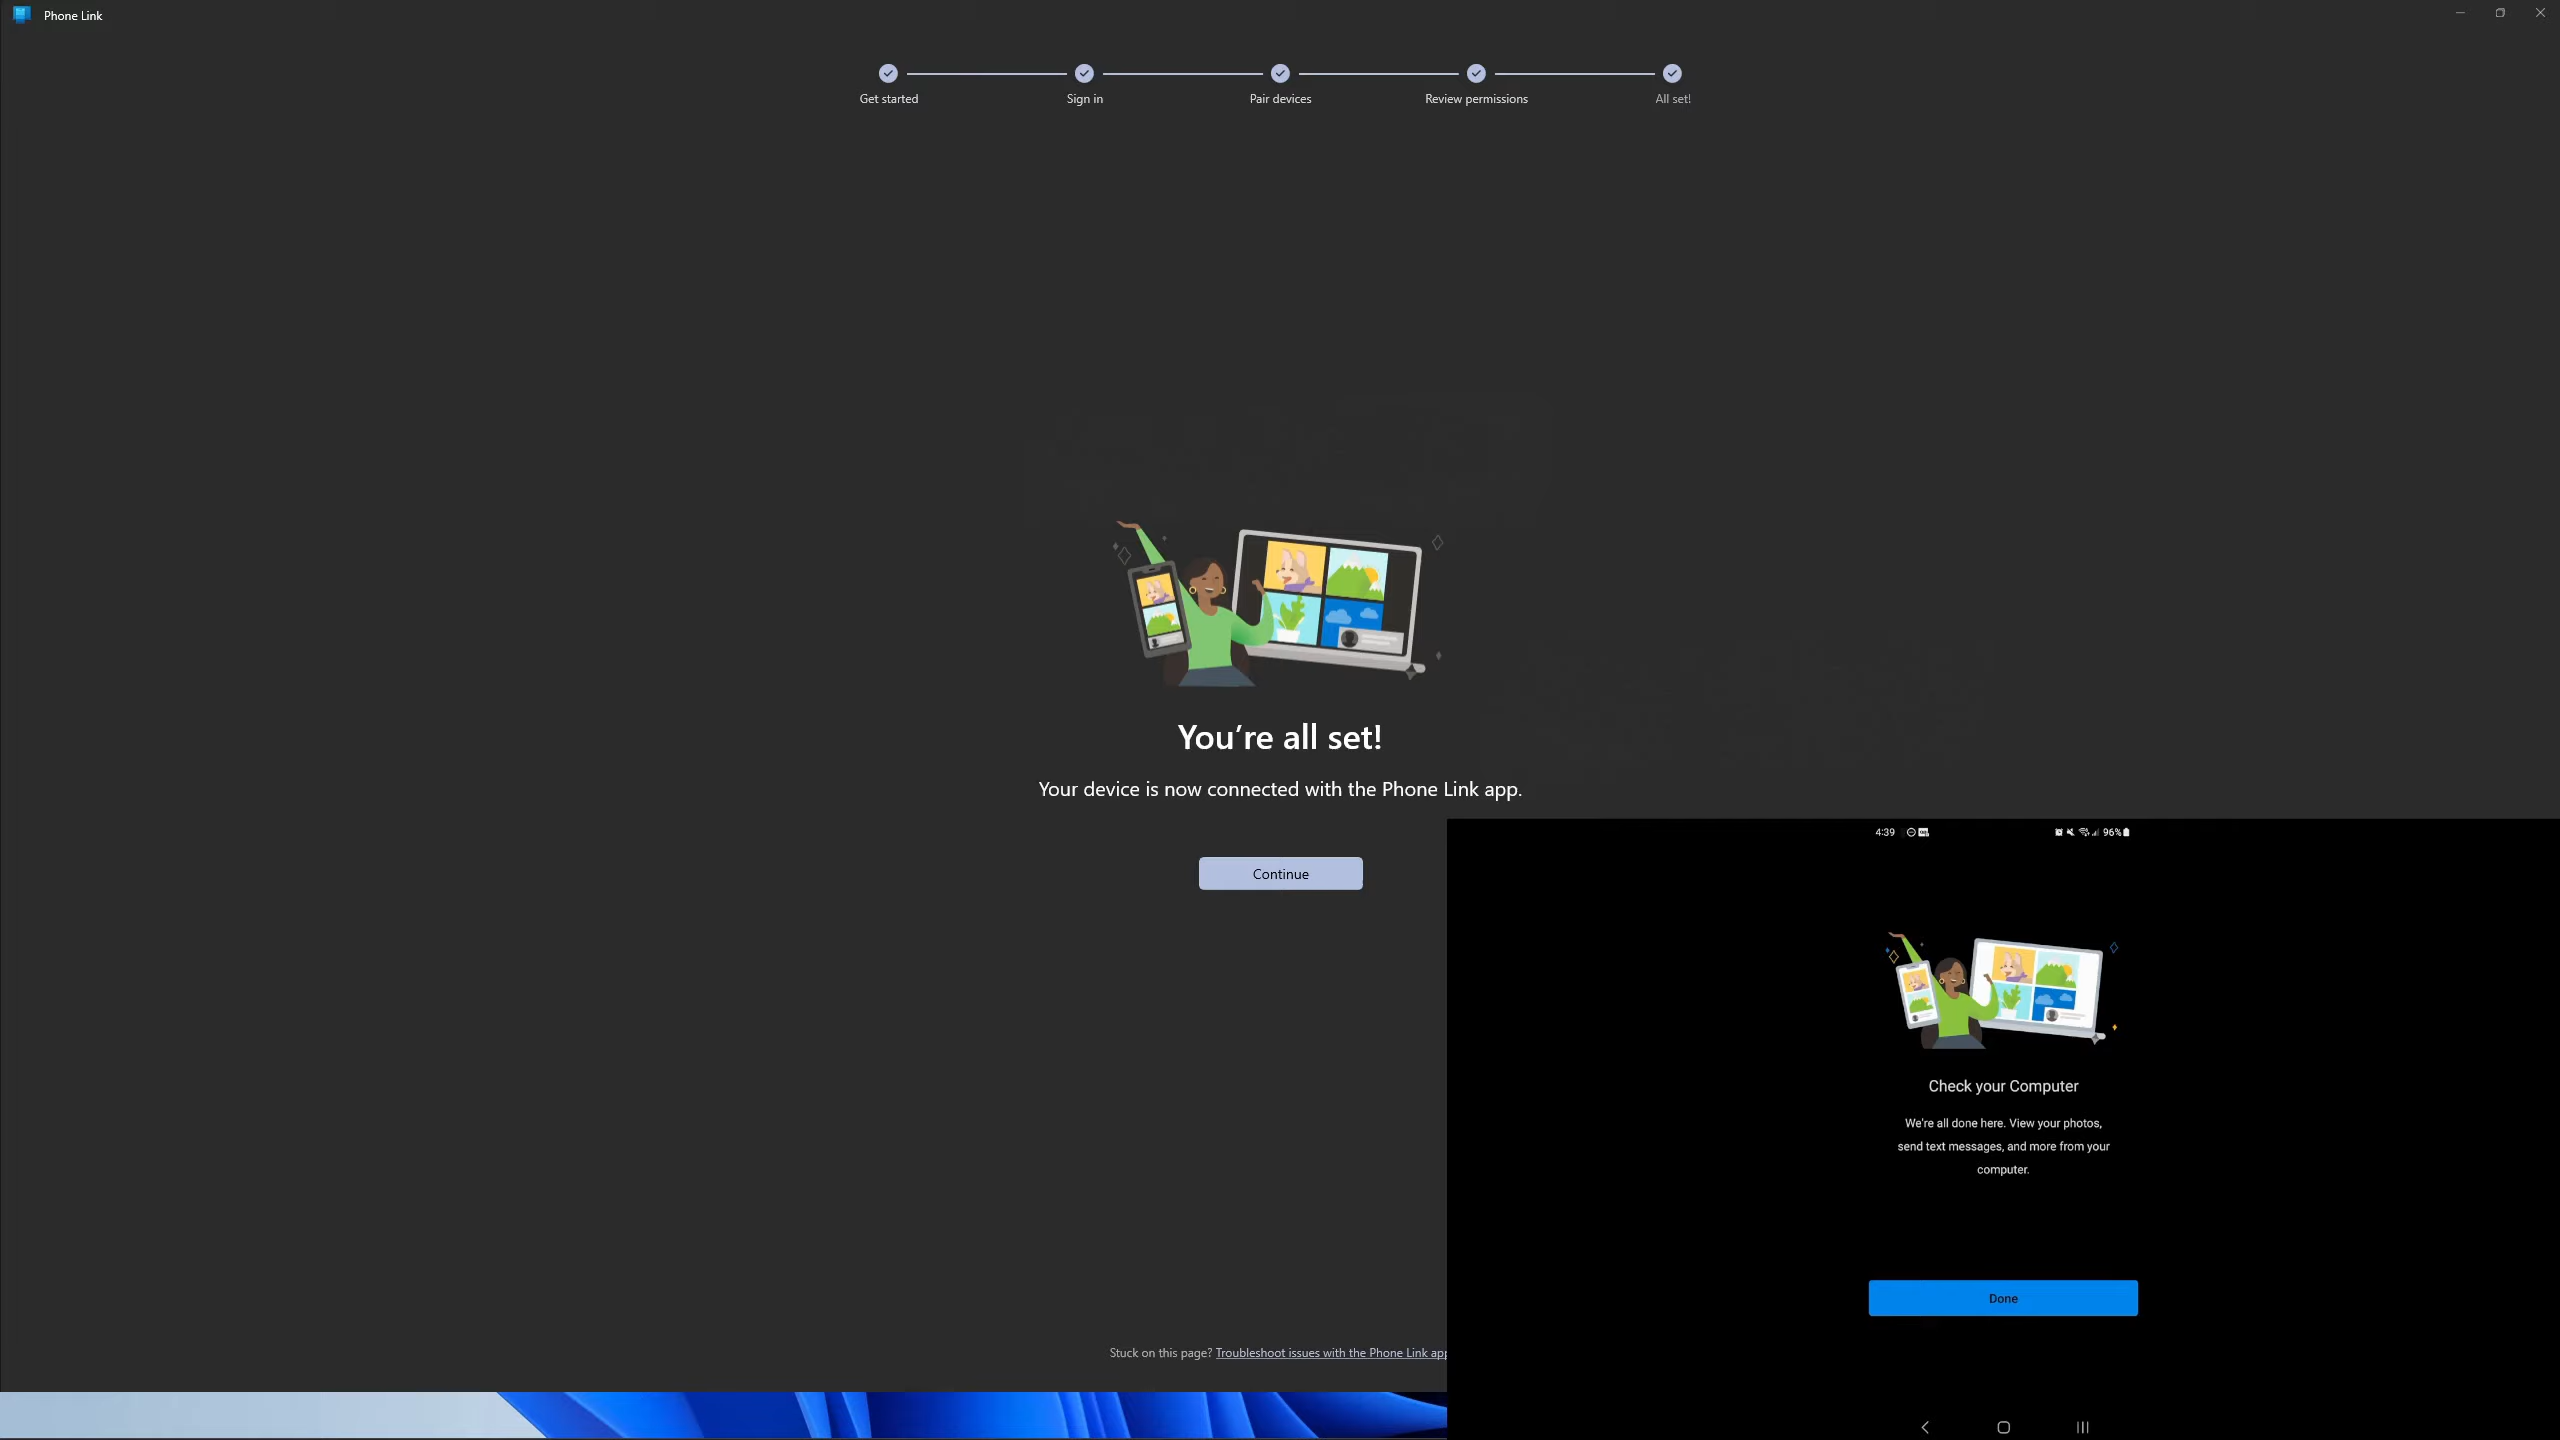 Phone Link
Get started
Sign in
Pair devices
Review permissions
All set!
You're all set!
Your device is now connected with the Phone Link app.
Continue
Stuck on this page? Troubleshoot issues with the Phone Link app
4:39
96%
Check your Computer
We're all done here. View your photos,
send text messages, and more from your
computer.
Done